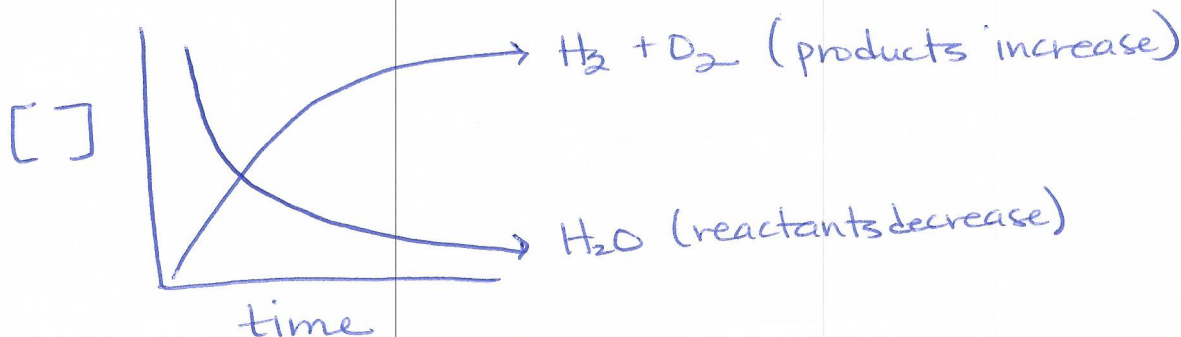 H₂ + O₂ (products increase)
[ ]
H₂O (reactants decrease)
time